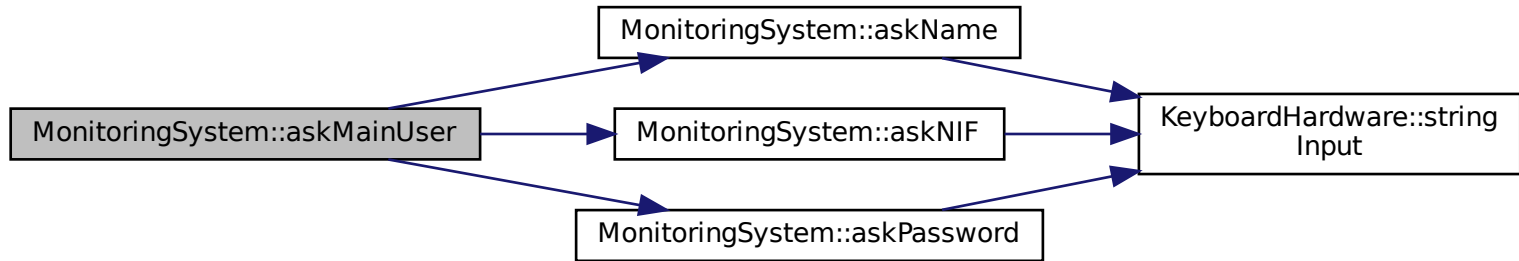 MonitoringSystem::askMainUser
MonitoringSystem::askName
MonitoringSystem::askNIF
MonitoringSystem::askPassword
KeyboardHardware::string
Input